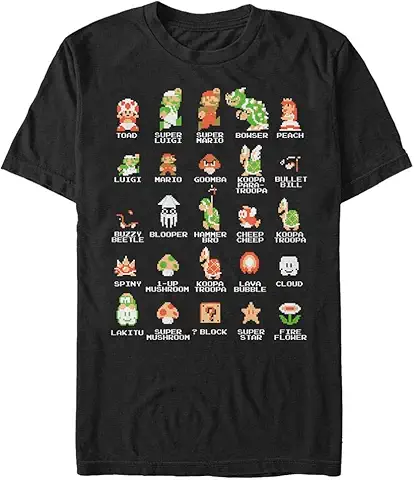 TOAD
SUPER LUIGI
SUPER MARIO
BOWSER
PEACH
LUIGI
MARIO
GOOMBA
KOOPA PARA-TROOPA
BULLET BILL
BUZZY BEETLE
BLOOPER
HAMMER BRO
CHEEP CHEEP
KOOPA TROOPA
SPINY
1-UP MUSHROOM
KOOPA TROOPA
LAVA BUBBLE
CLOUD
LAKITU
SUPER MUSHROOM
? BLOCK
SUPER STAR
FIRE FLOWER